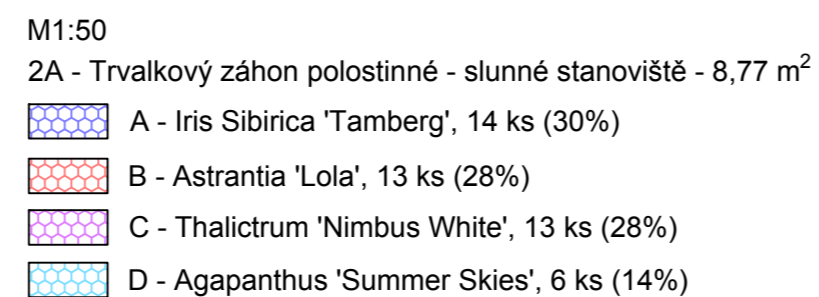 M1:50
2A - Trvalkový záhon polostinné - slunné stanoviště - 8,77 m²
A - Iris Sibirica 'Tamberg', 14 ks (30%)
B - Astrantia 'Lola', 13 ks (28%)
C - Thalictrum 'Nimbus White', 13 ks (28%)
D - Agapanthus 'Summer Skies', 6 ks (14%)